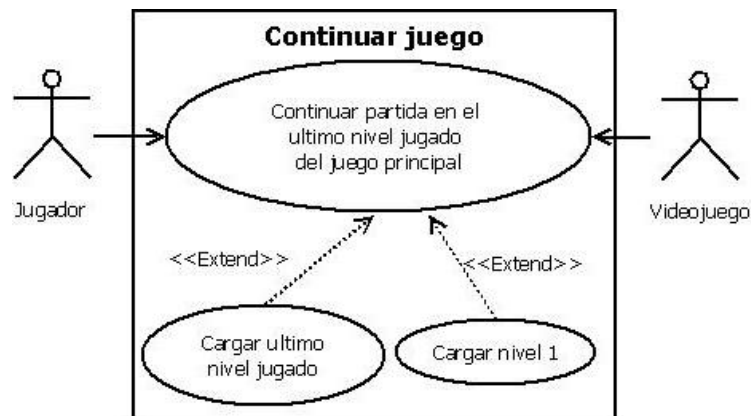 Continuar juego
Continuar partida en el
ultimo nivel jugado
del juego principal
Jugador
Videojuego
<<Extend>>
<<Extend>>
Cargar ultimo
nivel jugado
Cargar nivel 1